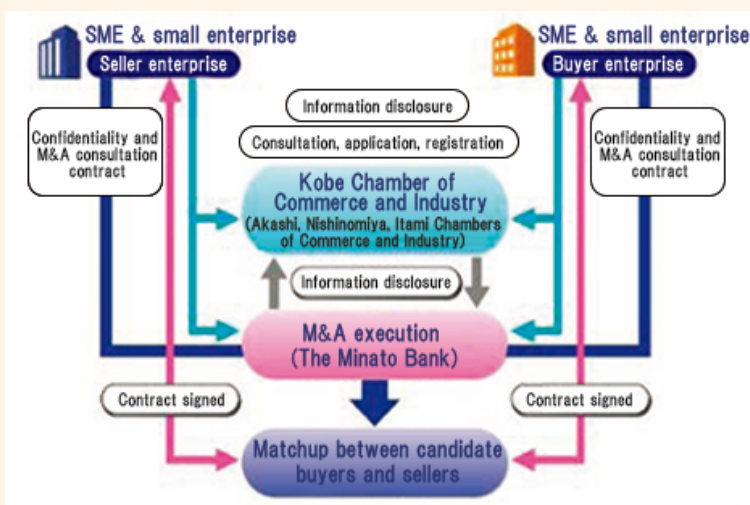 SME & small enterprise
Seller enterprise
SME & small enterprise
Buyer enterprise
Information disclosure
Consultation, application, registration
Confidentiality and
M&A consultation
contract
Confidentiality and
M&A consultation
contract
Kobe Chamber of
Commerce and Industry
(Akashi, Nishinomiya, Itami Chambers
of Commerce and Industry)
Information disclosure
M&A execution
(The Minato Bank)
Contract signed
Contract signed
Matchup between candidate
buyers and sellers